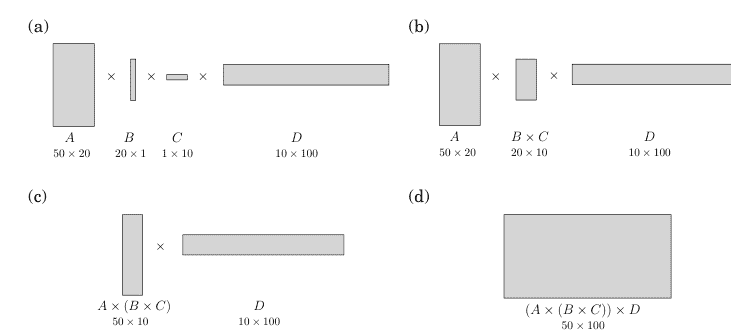 (a)
× × ×
A B C D
50 × 20 20 × 1 1 × 10 10 × 100
(b)
× ×
A B × C D
50 × 20 20 × 10 10 × 100
(c)
×
A × (B × C) D
50 × 10 10 × 100
(d)
(A × (B × C)) × D
50 × 100